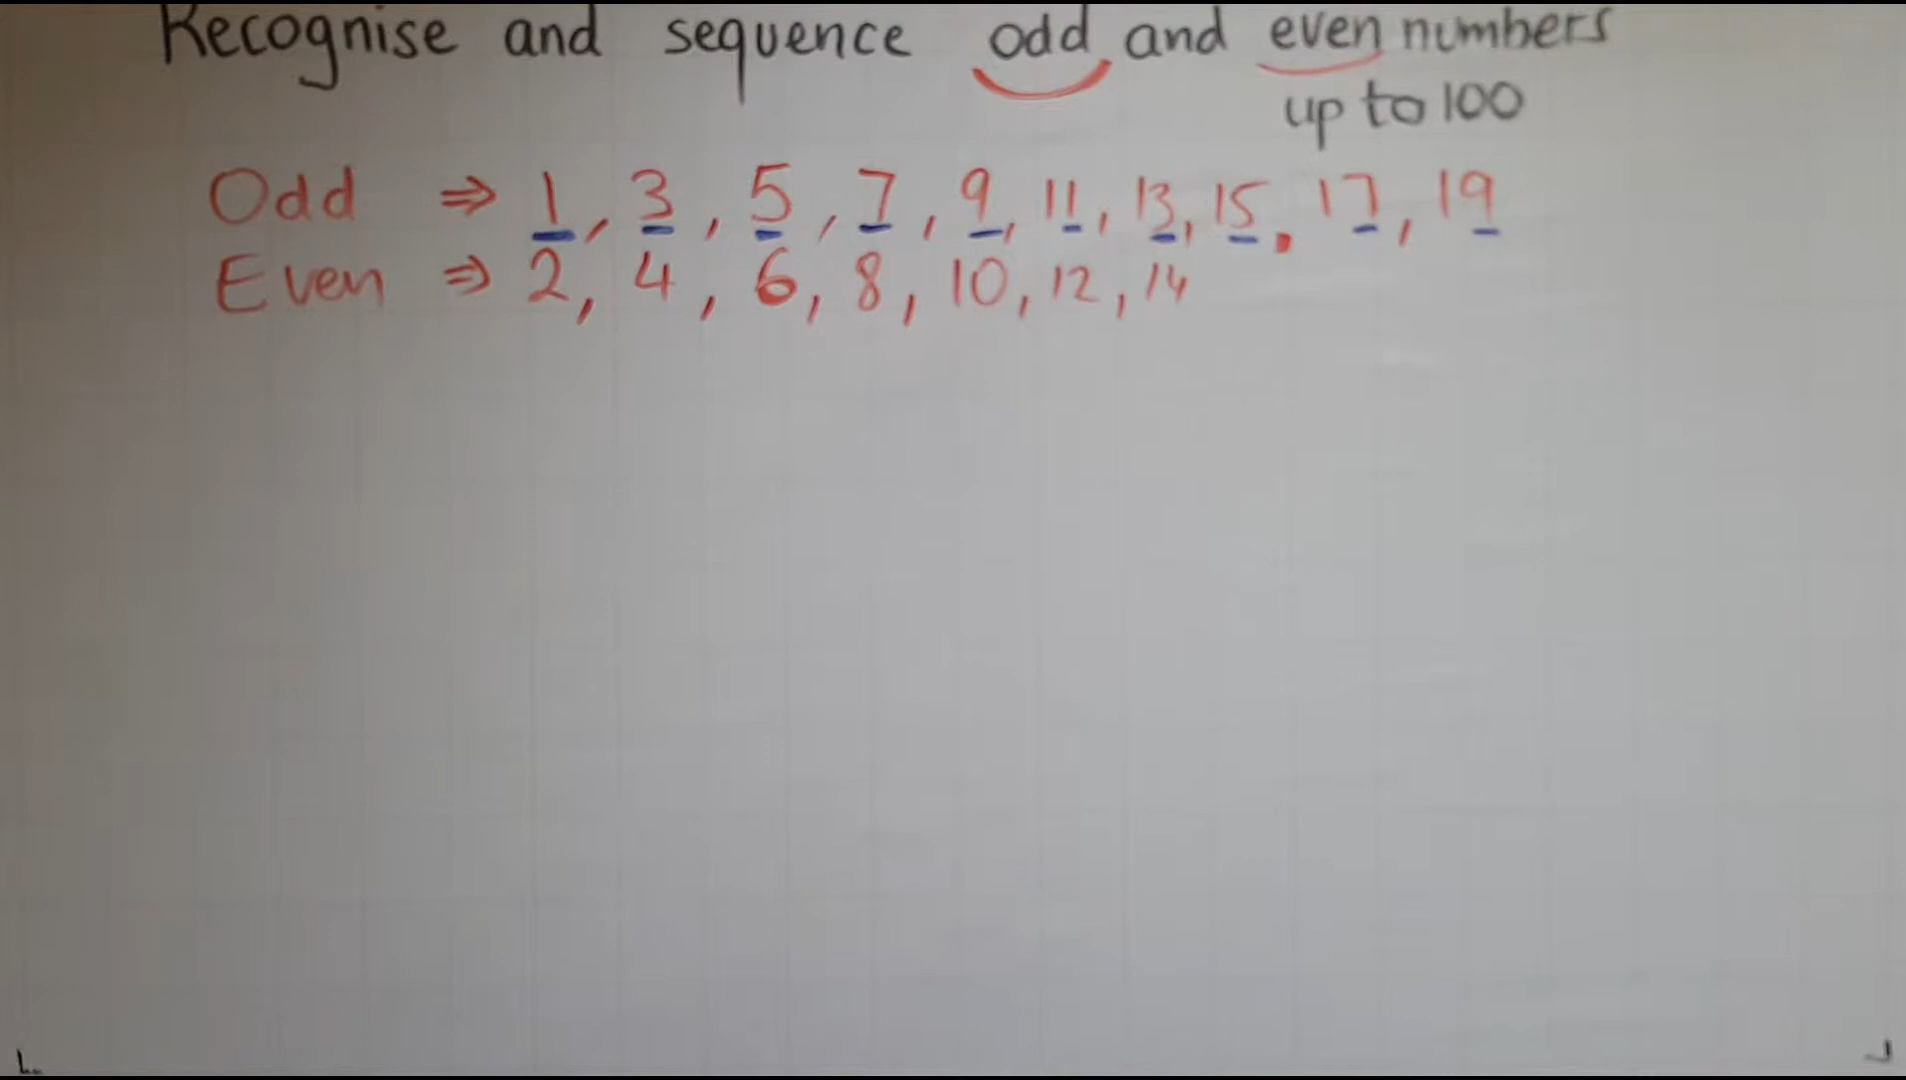 Recognise and sequence odd and even numbers
up to 100
Odd ⇒ 1, 3, 5, 7, 9, 11, 13, 15, 17, 19
Even ⇒ 2, 4, 6, 8, 10, 12, 14